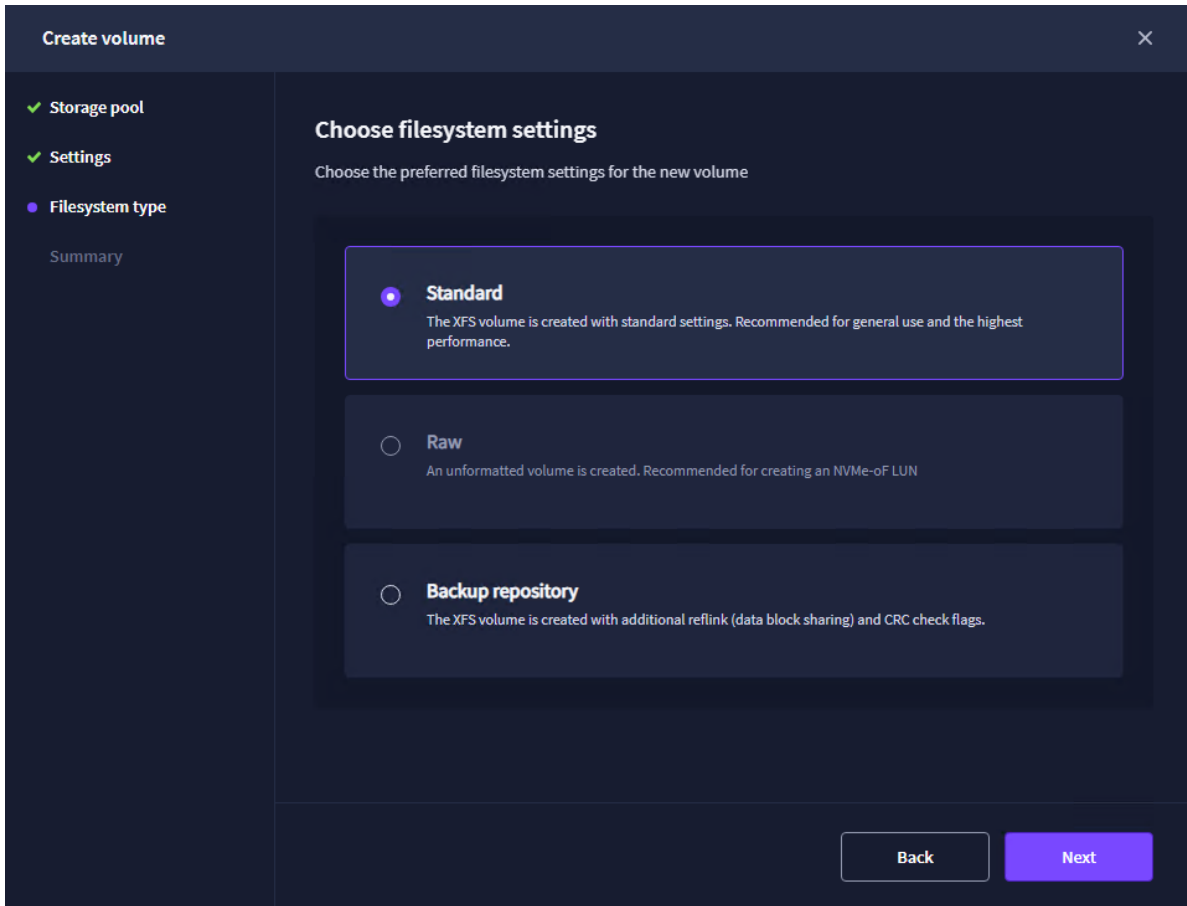 Create volume
Storage pool
Settings
Filesystem type
Summary
Choose filesystem settings
Choose the preferred filesystem settings for the new volume
Standard
The XFS volume is created with standard settings. Recommended for general use and the highest
performance.
Raw
An unformatted volume is created. Recommended for creating an NVMe-oF LUN
Backup repository
The XFS volume is created with additional reflink (data block sharing) and CRC check flags.
Back
Next